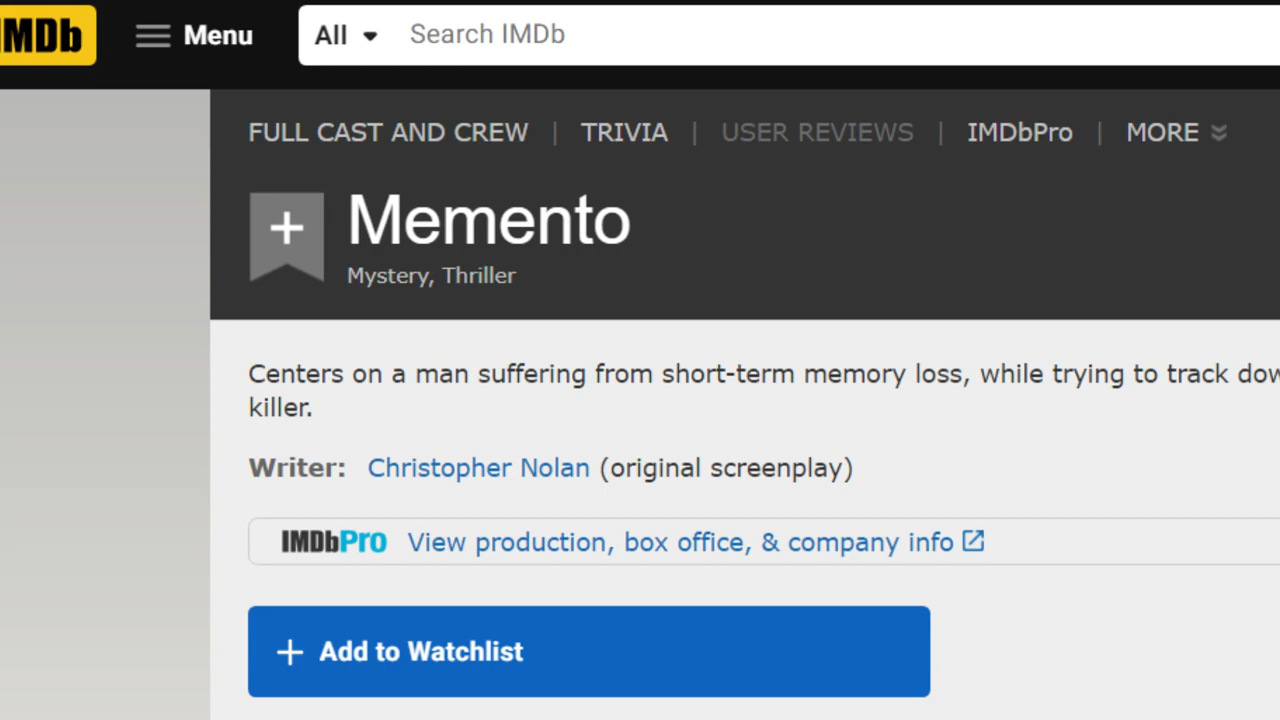 IMDb Menu All Search IMDb
FULL CAST AND CREW | TRIVIA | USER REVIEWS | IMDbPro | MORE
+ Memento
Mystery, Thriller
Centers on a man suffering from short-term memory loss, while trying to track
killer.
Writer: Christopher Nolan (original screenplay)
IMDbPro View production, box office, & company info
+ Add to Watchlist